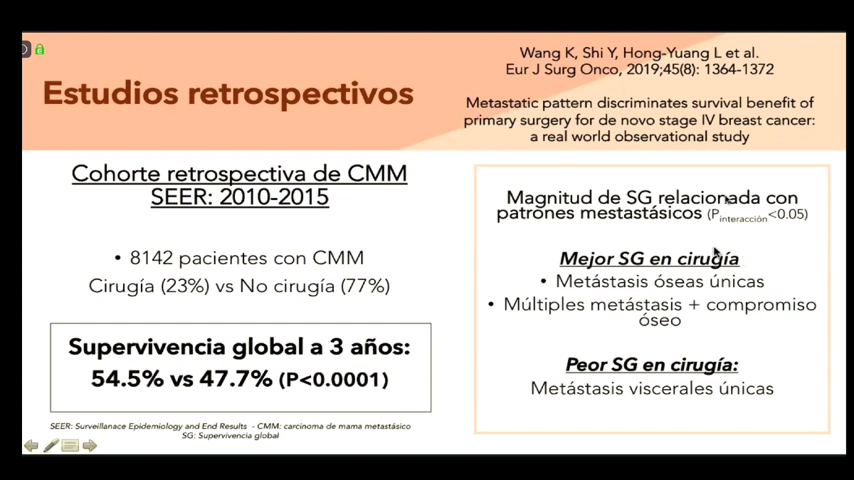 Estudios retrospectivos
Wang K, Shi Y, Hong-Yuang L et al.
Eur J Surg Onco, 2019;45(8): 1364-1372
Metastatic pattern discriminates survival benefit of
primary surgery for de novo stage IV breast cancer:
a real world observational study
Cohorte retrospectiva de CMM
SEER: 2010-2015
• 8142 pacientes con CMM
Cirugía (23%) vs No cirugía (77%)
Supervivencia global a 3 años:
54.5% vs 47.7% (P<0.0001)
SEER: Surveillanace Epidemiology and End Results - CMM: carcinoma de mama metastásico
SG: Supervivencia global
Magnitud de SG relacionada con
patrones mestastásicos (Pinteracción<0.05)
Mejor SG en cirugía
• Metástasis óseas únicas
• Múltiples metástasis + compromiso
óseo
Peor SG en cirugía:
Metástasis viscerales únicas